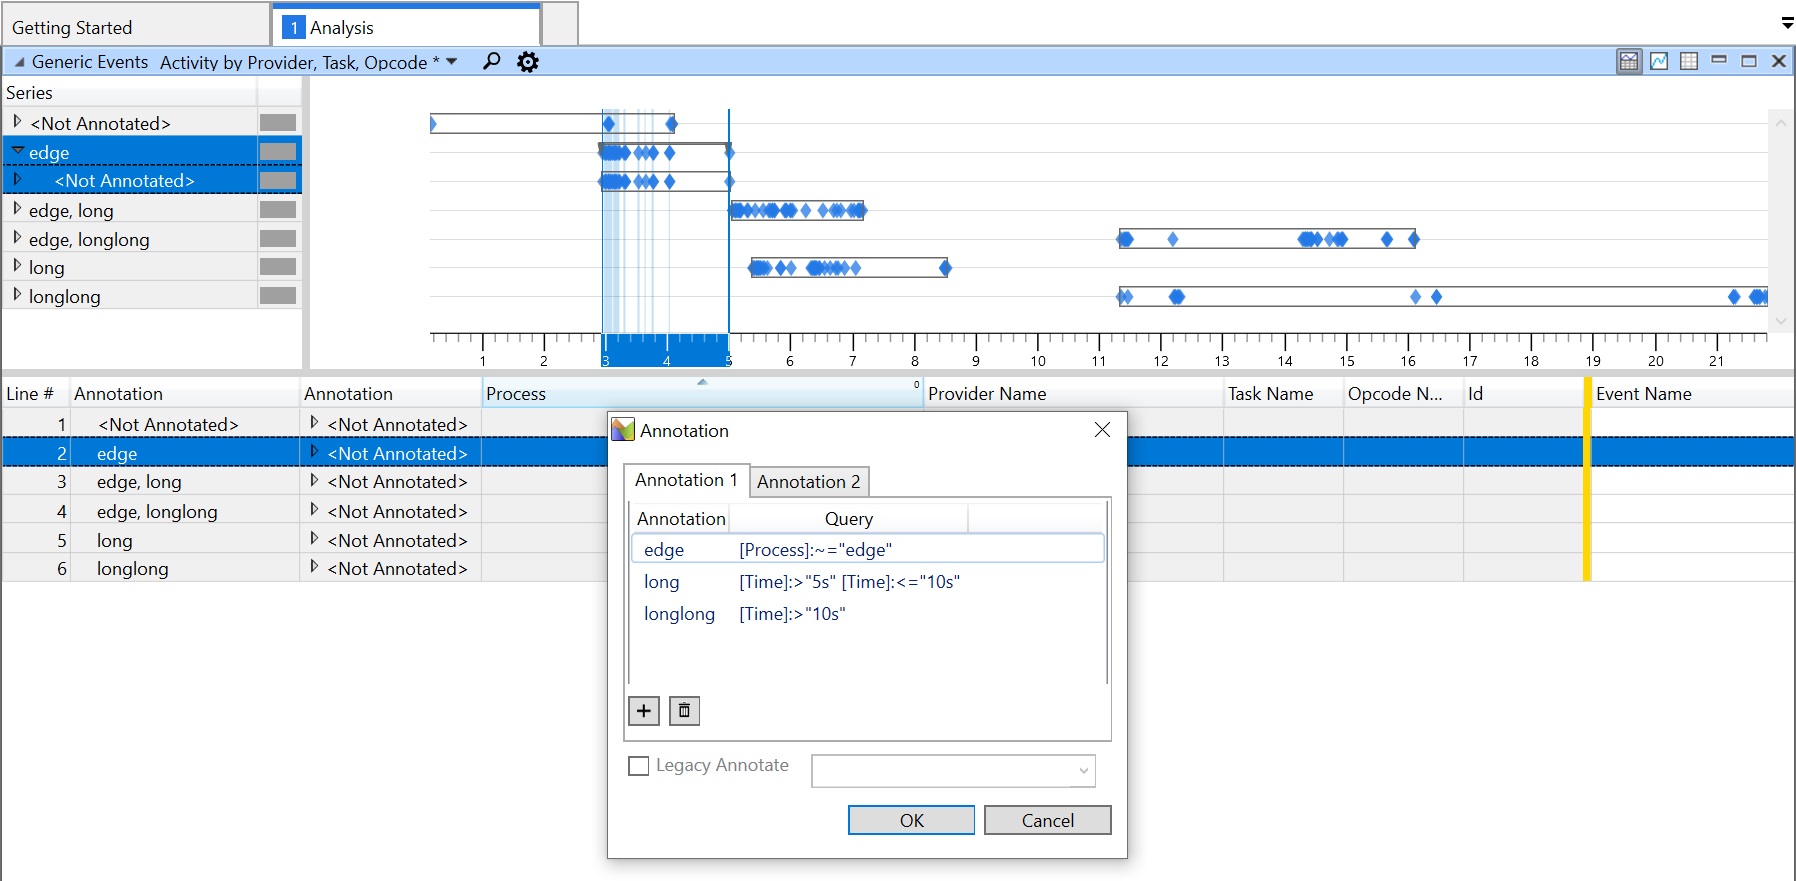 Getting Started
1 Analysis
Generic Events Activity by Provider, Task, Opcode *
Series
<Not Annotated>
edge
<Not Annotated>
edge, long
edge, longlong
long
longlong
1 2 3 4 5 6 7 8 9 10 11 12 13 14 15 16 17 18 19 20 21
Line # Annotation Annotation Process 0 Provider Name Task Name Opcode N... Id Event Name
1 <Not Annotated> <Not Annotated>
2 edge <Not Annotated>
3 edge, long <Not Annotated>
4 edge, longlong <Not Annotated>
5 long <Not Annotated>
6 longlong <Not Annotated>
Annotation
Annotation 1 Annotation 2
Annotation Query
edge [Process]:~="edge"
long [Time]:>"5s" [Time]:<="10s"
longlong [Time]:>"10s"
Legacy Annotate
OK Cancel